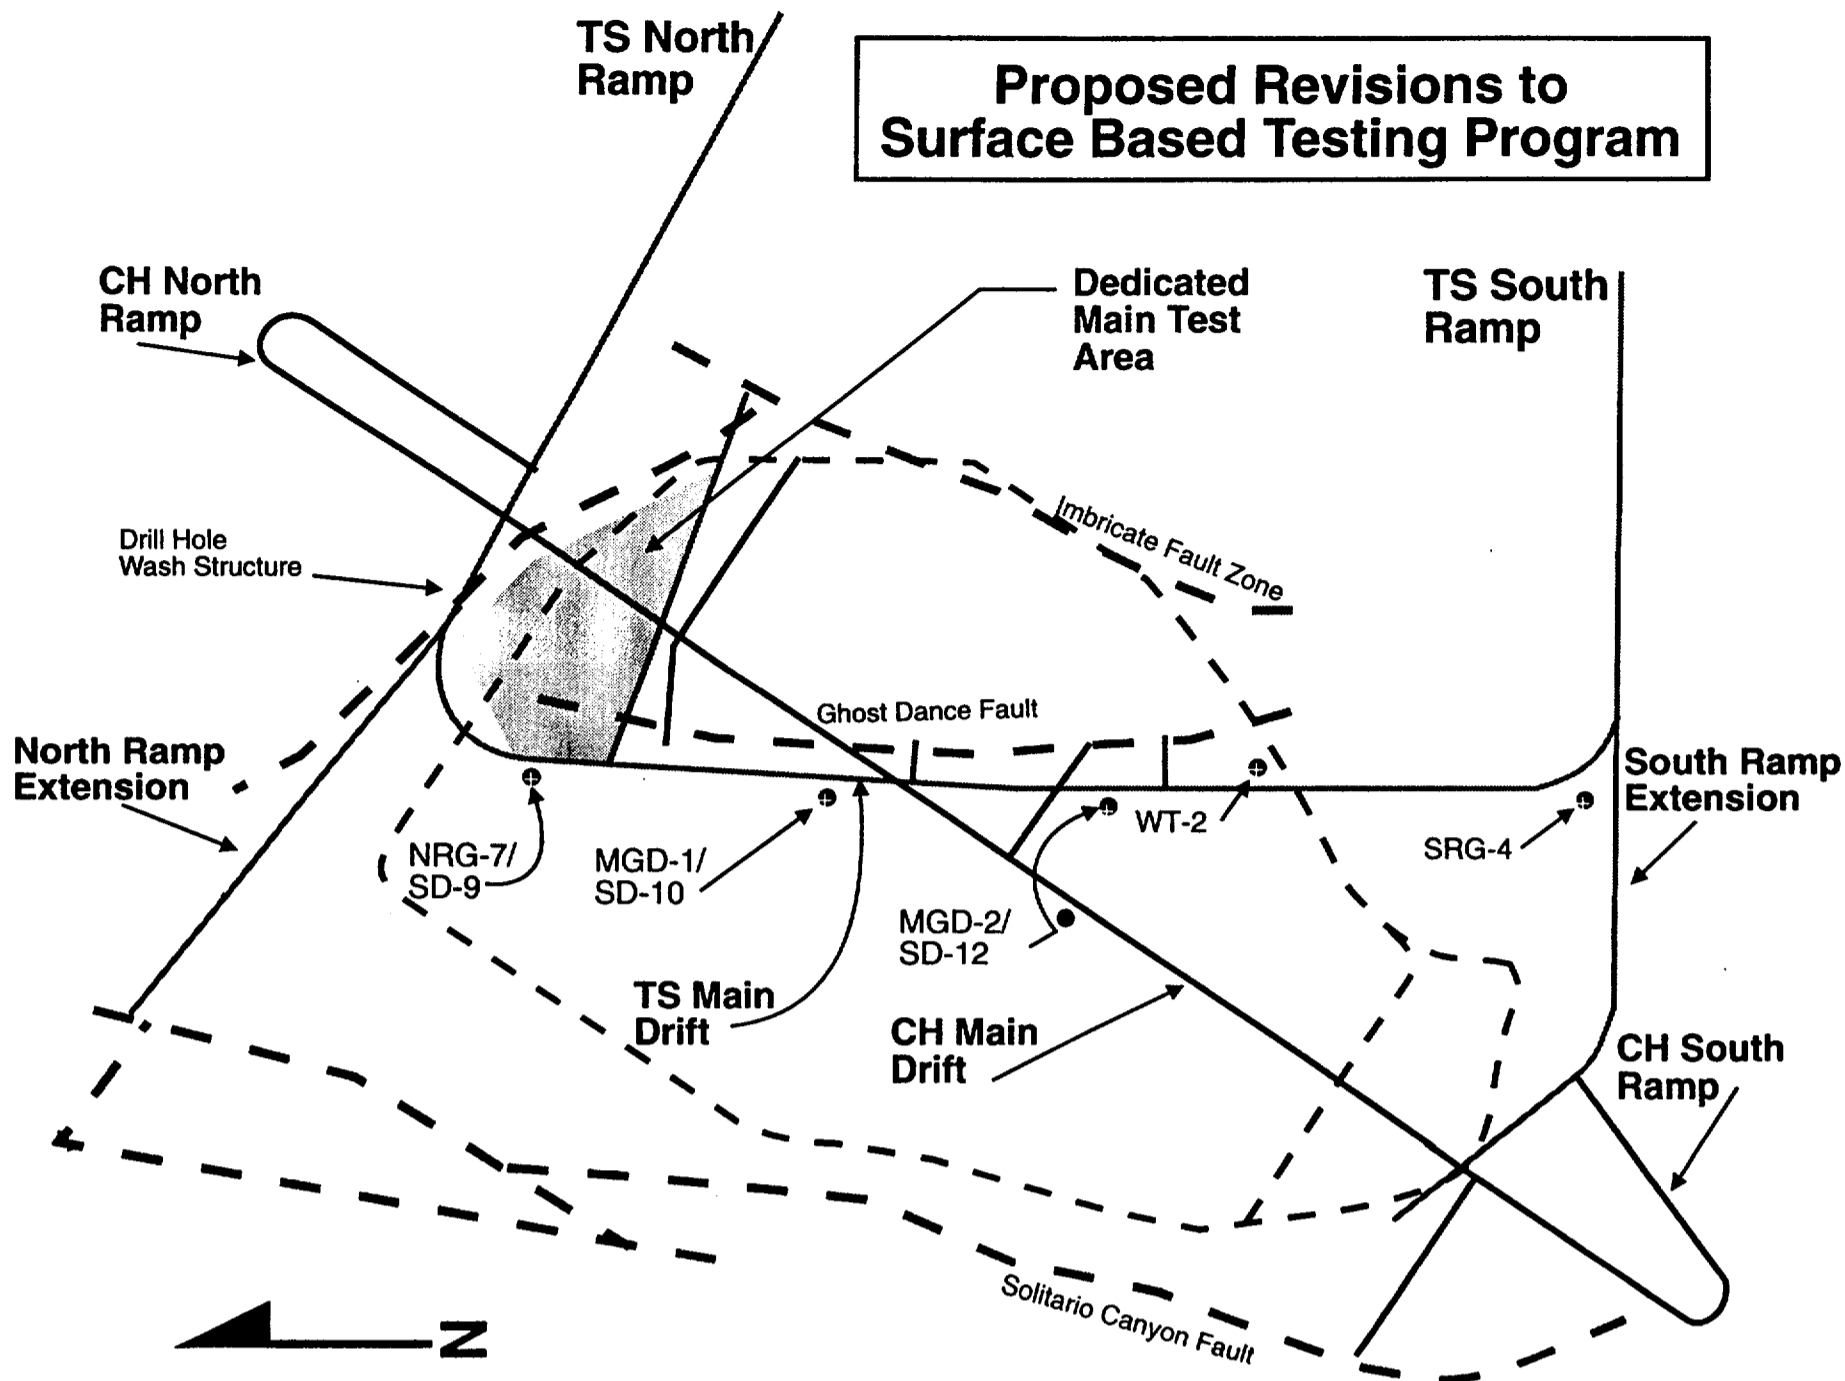 TS North
Ramp
Proposed Revisions to
Surface Based Testing Program
CH North
Ramp
Dedicated
Main Test
Area
TS South
Ramp
Drill Hole
Wash Structure
Imbricate Fault Zone
Ghost Dance Fault
North Ramp
Extension
South Ramp
Extension
NRG-7/
SD-9
MGD-1/
SD-10
WT-2
SRG-4
MGD-2/
SD-12
TS Main
Drift
CH Main
Drift
CH South
Ramp
Solitario Canyon Fault
N